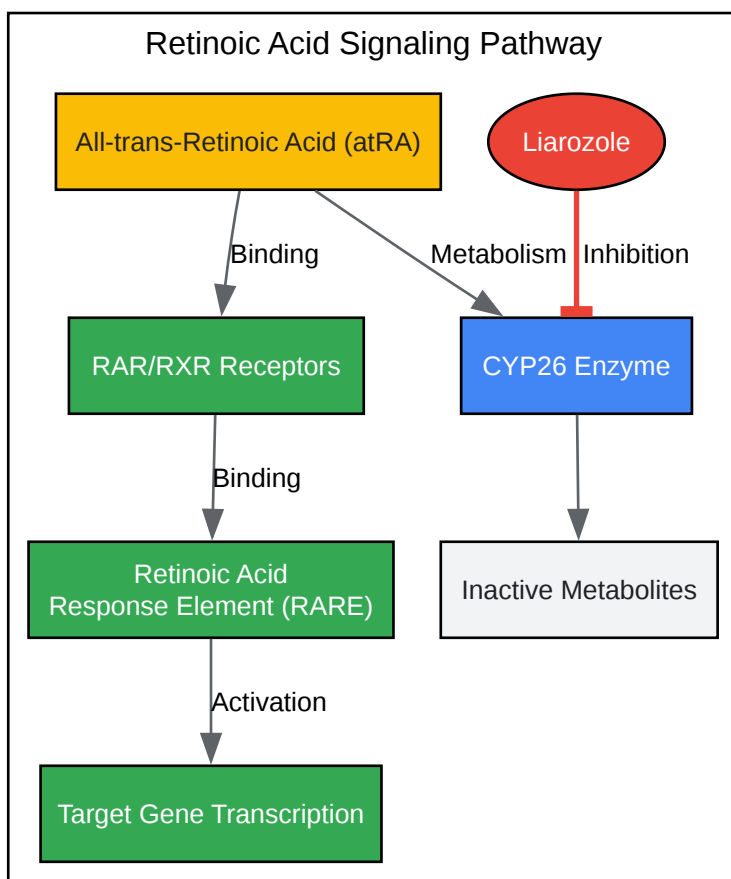 Retinoic Acid Signaling Pathway
All-trans-Retinoic Acid (atRA)
Liarozole
Binding
Metabolism
Inhibition
RAR/RXR Receptors
CYP26 Enzyme
Binding
Retinoic Acid
Response Element (RARE)
Inactive Metabolites
Activation
Target Gene Transcription